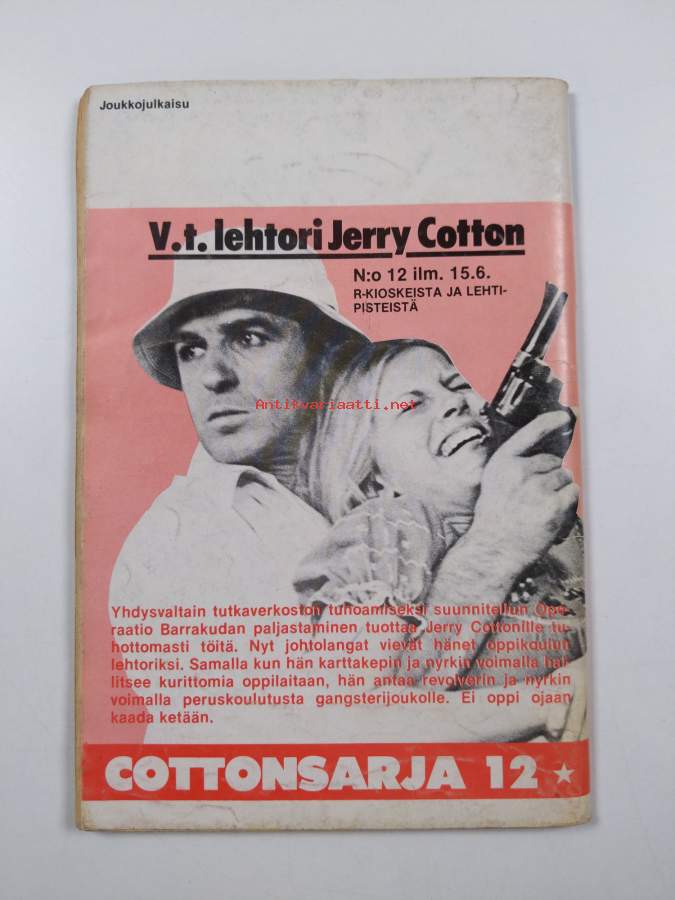 Joukkojulkaisu
V.t. lehtori Jerry Cotton
N:o 12 ilm. 15.6.
R-KIOSKEISTA JA LEHTI-
PISTEISTÄ
Antikvariaatti.net
Yhdysvaltain tutkaverkoston tuhoamiseksi suunnitellun Ope-
raatio Barrakudan paljastaminen tuottaa Jerry Cottonille tu-
hottomasti töitä. Nyt johtolangat vievät hänet oppikoulun
lehtoriksi. Samalla kun hän karttakepin ja nyrkin voimalla hal
litsee kurittomia oppilaitaan, hän antaa revolverin ja nyrkin
voimalla peruskoulutusta gangsterijoukolle. Ei oppi ojaan
kaada ketään.
COTTONSARJA 12